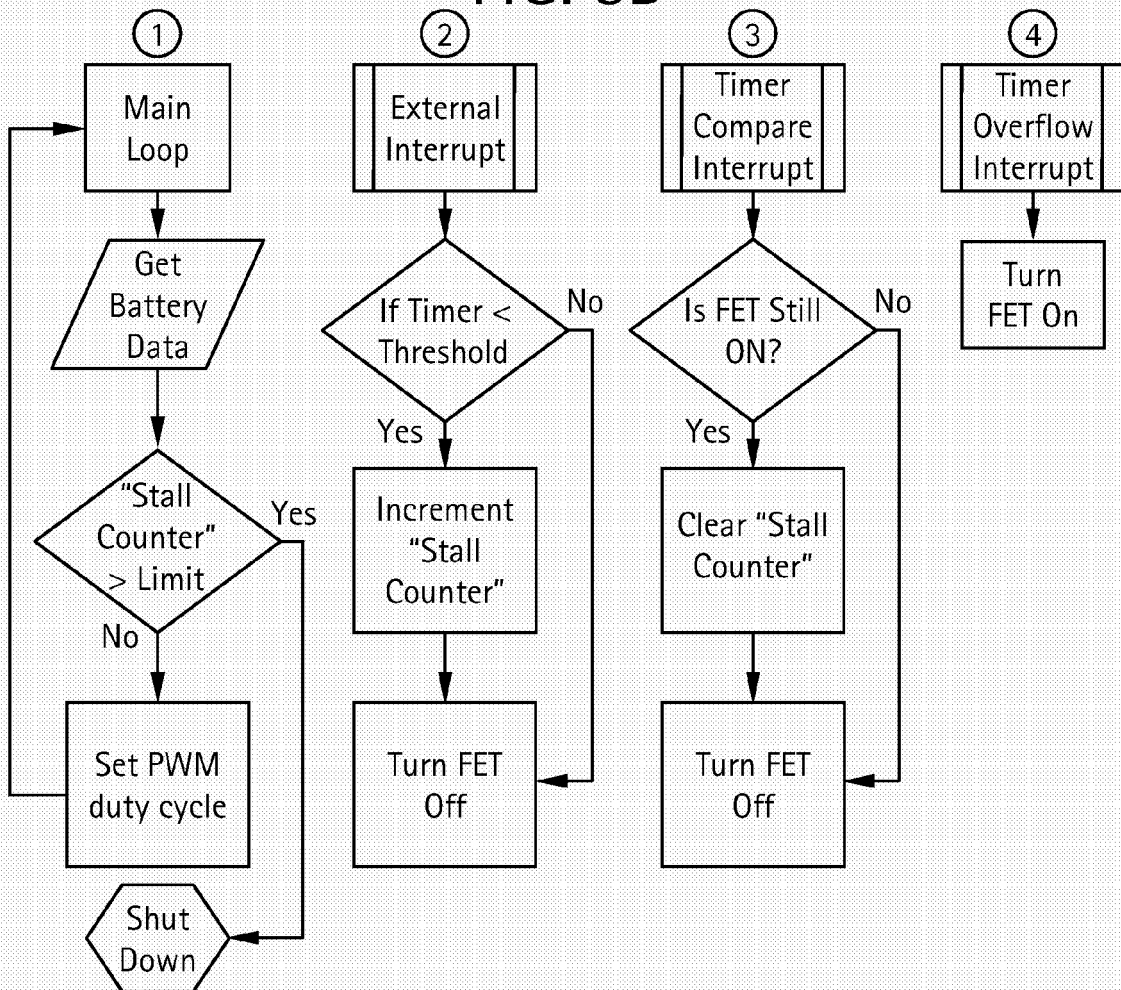 1
Main
Loop
Get
Battery
Data
“Stall
Counter”
> Limit
Yes
No
Set PWM
duty cycle
Shut
Down
2
External
Interrupt
If Timer <
Threshold
No
Yes
Increment
“Stall
Counter”
Turn FET
Off
3
Timer
Compare
Interrupt
Is FET Still
ON?
No
Yes
Clear “Stall
Counter”
Turn FET
Off
4
Timer
Overflow
Interrupt
Turn
FET On